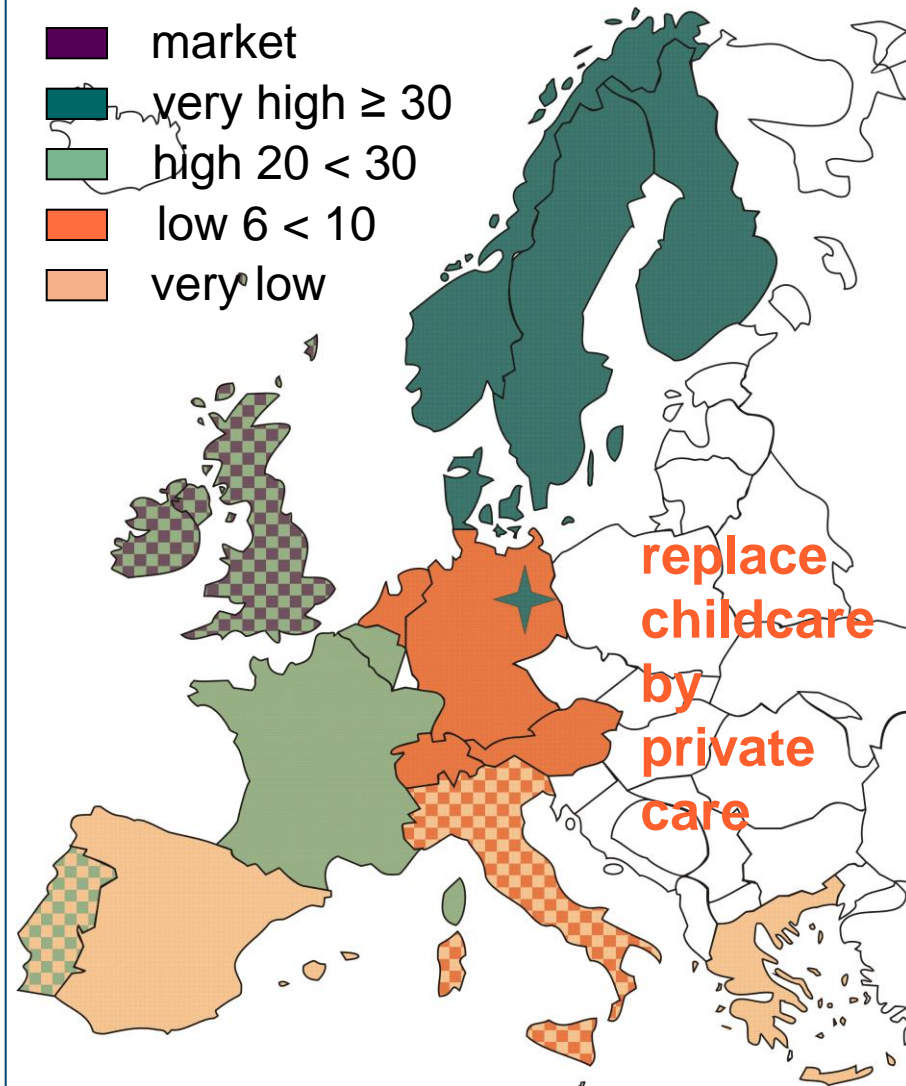 market
very high ≥ 30
high 20 < 30
low 6 < 10
very low
replace
childcare
by
private
care